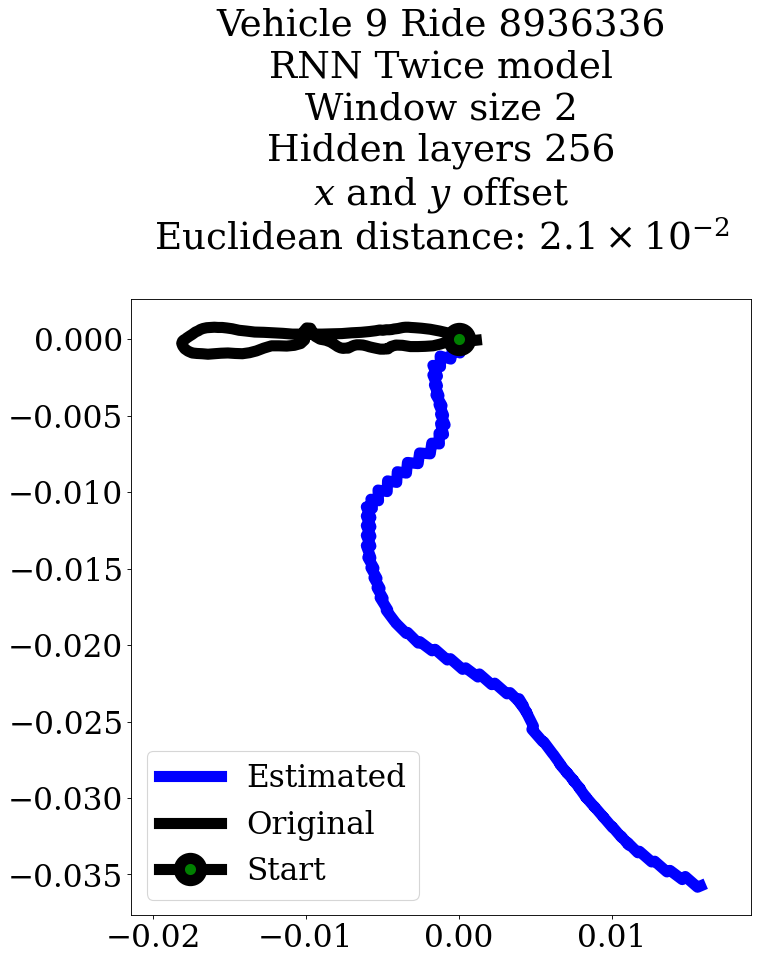 Vehicle 9 Ride 8936336
RNN Twice model
Window size 2
Hidden layers 256
x and y offset
Euclidean distance: 2.1 × 10⁻²
0.000
−0.005
−0.010
−0.015
−0.020
−0.025
−0.030
−0.035
Estimated
Original
Start
−0.02 −0.01 0.00 0.01